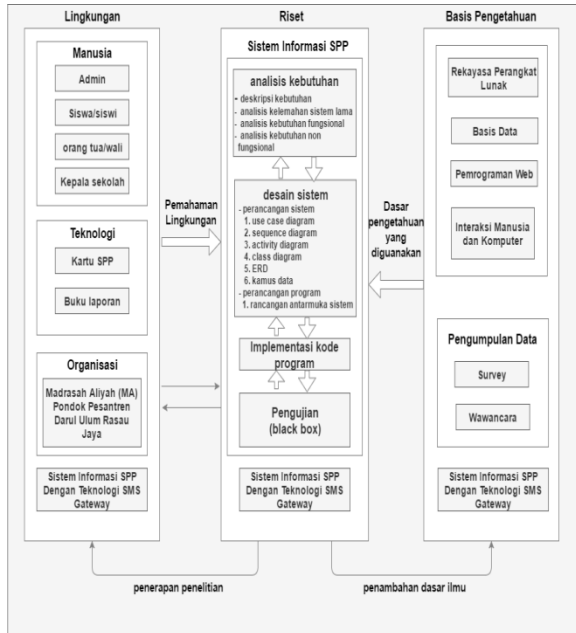 Lingkungan
Manusia
Admin
Siswa/siswi
orang tua/wali
Kepala sekolah
Teknologi
Kartu SPP
Buku laporan
Organisasi
Madrasah Aliyah (MA)
Pondok Pesantren
Darul Ulum Rasau
Jaya
Sistem Informasi SPP
Dengan Teknologi SMS
Gateway
Pemahaman
Lingkungan
Riset
Sistem Informasi SPP
analisis kebutuhan
- deskripsi kebutuhan
- analisis kelemahan sistem lama
- analisis kebutuhan fungsional
- analisis kebutuhan non
fungsional
desain sistem
- perancangan sistem
1. use case diagram
2. sequence diagram
3. activity diagram
4. class diagram
5. ERD
6. kamus data
- perancangan program
1. rancangan antarmuka sistem
Implementasi kode
program
Pengujian
(black box)
Sistem Informasi SPP
Dengan Teknologi SMS
Gateway
Dasar
pengetahuan
yang
diguanakan
Basis Pengetahuan
Rekayasa Perangkat
Lunak
Basis Data
Pemrograman Web
Interaksi Manusia
dan Komputer
Pengumpulan Data
Survey
Wawancara
Sistem Informasi SPP
Dengan Teknologi SMS
Gateway
penerapan penelitian
penambahan dasar ilmu